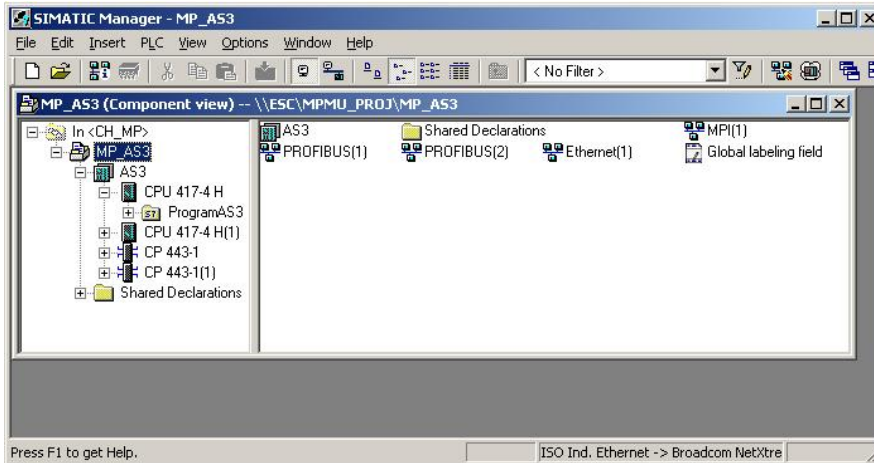 SIMATIC Manager - MP_AS3
File Edit Insert PLC View Options Window Help
< No Filter >
MP_AS3 (Component view) -- \\ESC\MPMU_PROJ\MP_AS3
In <CH_MP>
MP_AS3
AS3
CPU 417-4 H
ProgramAS3
CPU 417-4 H(1)
CP 443-1
CP 443-1(1)
Shared Declarations
AS3 Shared Declarations MPI(1)
PROFIBUS(1) PROFIBUS(2) Ethernet(1) Global labeling field
Press F1 to get Help. ISO Ind. Ethernet -> Broadcom NetXtre